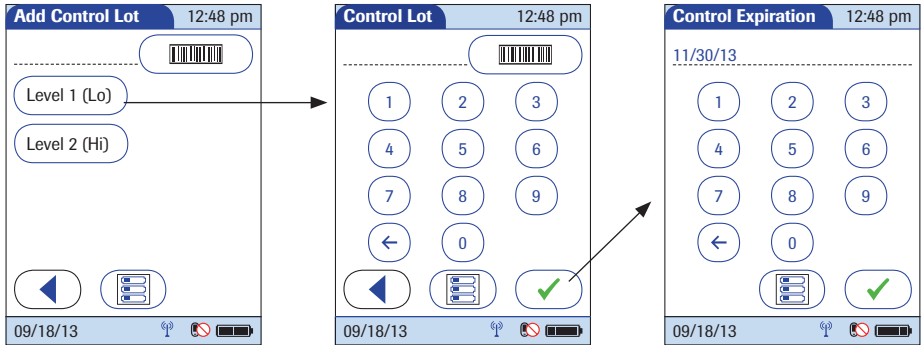 Add Control Lot 12:48 pm
Level 1 (Lo)
Level 2 (Hi)
09/18/13
Control Lot 12:48 pm
1 2 3
4 5 6
7 8 9
0
09/18/13
Control Expiration 12:48 pm
11/30/13
1 2 3
4 5 6
7 8 9
0
09/18/13